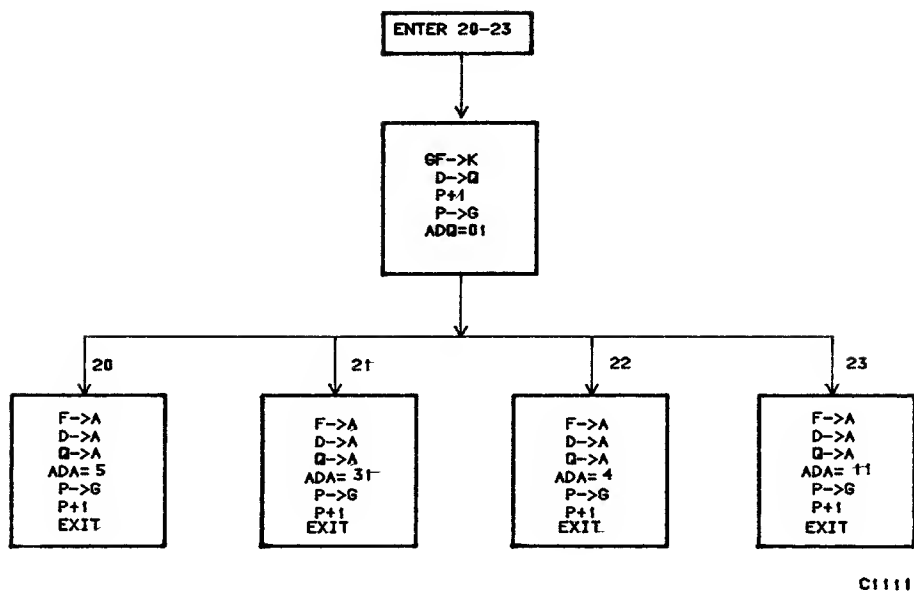 ENTER 20-23
GF->K
D->Q
P+1
P->G
ADQ=01
20
21
22
23
F->A
D->A
Q->A
ADA= 5
P->G
P+1
EXIT
F->A
D->A
Q->A
ADA= 31
P->G
P+1
EXIT
F->A
D->A
Q->A
ADA= 4
P->G
P+1
EXIT
F->A
D->A
Q->A
ADA= 11
P->G
P+1
EXIT
C1111